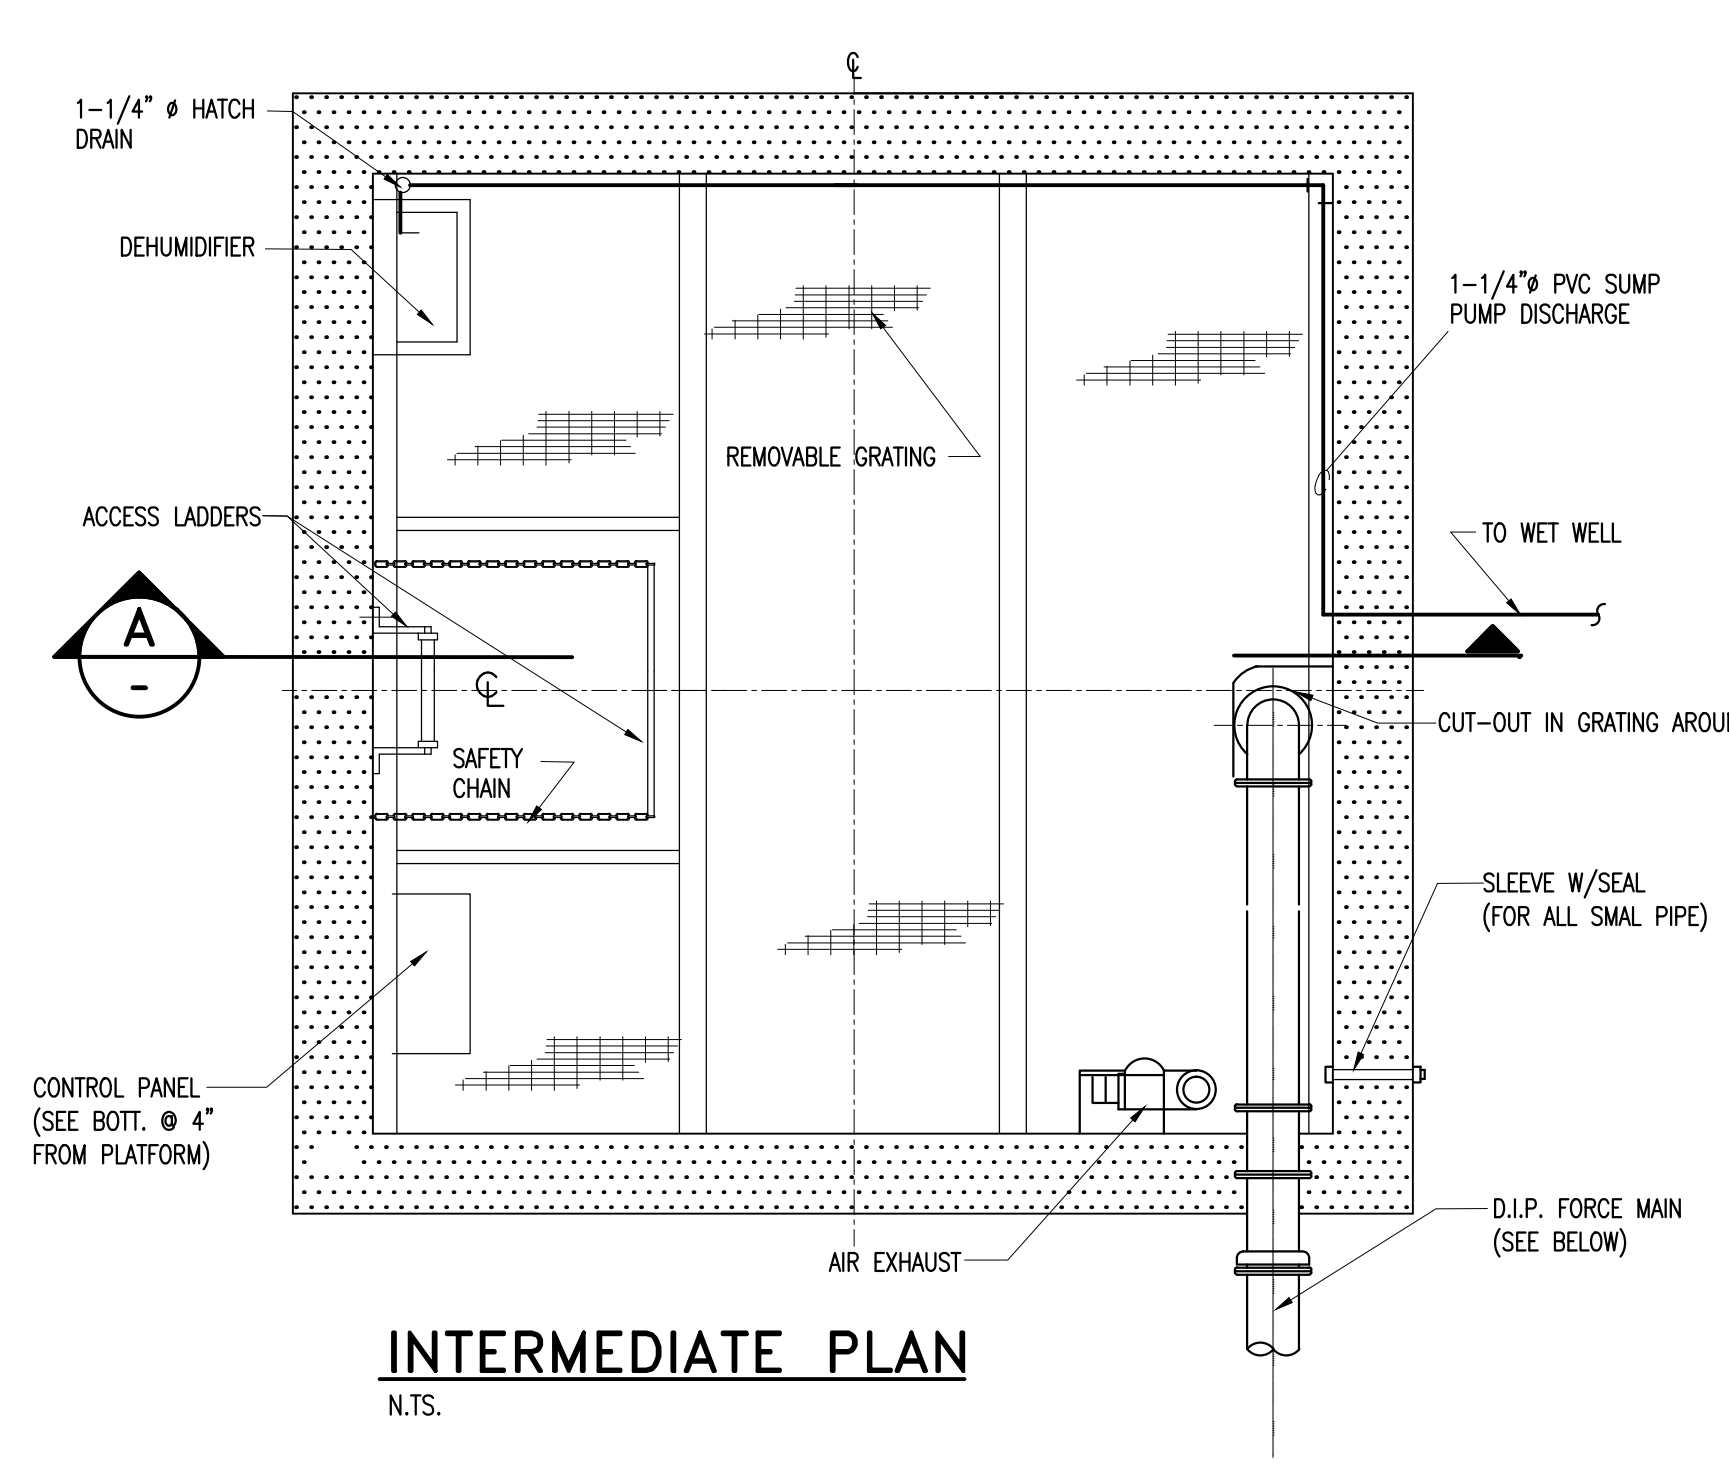 ℄
1-1/4" ø HATCH
DRAIN
DEHUMIDIFIER
1-1/4"ø PVC SUMP
PUMP DISCHARGE
REMOVABLE GRATING
ACCESS LADDERS
TO WET WELL
A
-
℄
CUT-OUT IN GRATING
SAFETY
CHAIN
SLEEVE W/SEAL
(FOR ALL SMAL PIPE)
CONTROL PANEL
(SEE BOTT. @ 4"
FROM PLATFORM)
D.I.P. FORCE MAIN
(SEE BELOW)
AIR EXHAUST
INTERMEDIATE PLAN
N.TS.